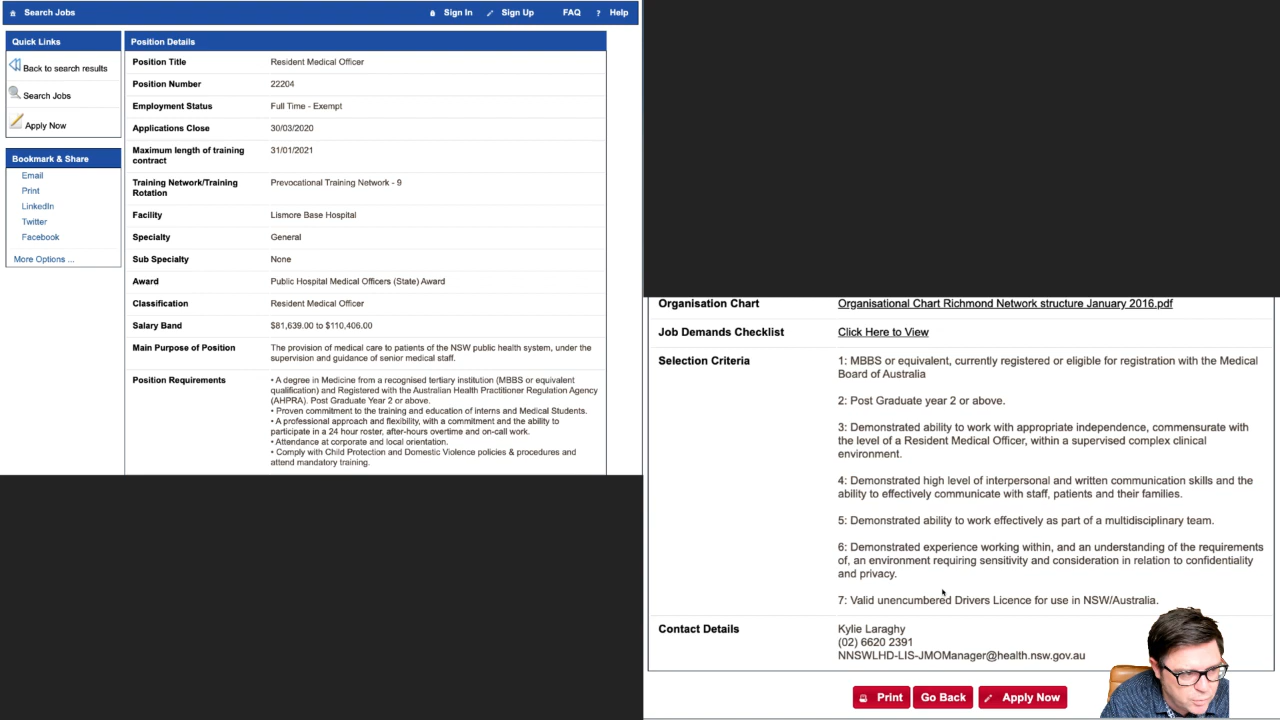 Search Jobs
Sign In
Sign Up
FAQ
? Help
Quick Links
Back to search results
Search Jobs
Apply Now
Bookmark & Share
Email
Print
LinkedIn
Twitter
Facebook
More Options ...
Position Details
Position Title
Resident Medical Officer
Position Number
22204
Employment Status
Full Time - Exempt
Applications Close
30/03/2020
Maximum length of training
contract
31/01/2021
Training Network/Training
Rotation
Prevocational Training Network - 9
Facility
Lismore Base Hospital
Specialty
General
Sub Specialty
None
Award
Public Hospital Medical Officers (State) Award
Classification
Resident Medical Officer
Salary Band
$81,639.00 to $110,406.00
Main Purpose of Position
The provision of medical care to patients of the NSW public health system, under the
supervision and guidance of senior medical staff.
Position Requirements
• A degree in Medicine from a recognised tertiary institution (MBBS or equivalent
qualification) and Registered with the Australian Health Practitioner Regulation Agency
(AHPRA). Post Graduate Year 2 or above.
• Proven commitment to the training and education of interns and Medical Students.
• A professional approach and flexibility, with a commitment and the ability to
participate in a 24 hour roster, after-hours overtime and on-call work.
• Attendance at corporate and local orientation.
• Comply with Child Protection and Domestic Violence policies & procedures and
attend mandatory training.
Organisation Chart
Organisational Chart Richmond Network structure January 2016.pdf
Job Demands Checklist
Click Here to View
Selection Criteria
1: MBBS or equivalent, currently registered or eligible for registration with the Medical
Board of Australia
2: Post Graduate year 2 or above.
3: Demonstrated ability to work with appropriate independence, commensurate with
the level of a Resident Medical Officer, within a supervised complex clinical
environment.
4: Demonstrated high level of interpersonal and written communication skills and the
ability to effectively communicate with staff, patients and their families.
5: Demonstrated ability to work effectively as part of a multidisciplinary team.
6: Demonstrated experience working within, and an understanding of the requirements
of, an environment requiring sensitivity and consideration in relation to confidentiality
and privacy.
7: Valid unencumbered Drivers Licence for use in NSW/Australia.
Contact Details
Kylie Laraghy
(02) 6620 2391
NNSWLHD-LIS-JMOManager@health.nsw.gov.au
Print
Go Back
Apply Now